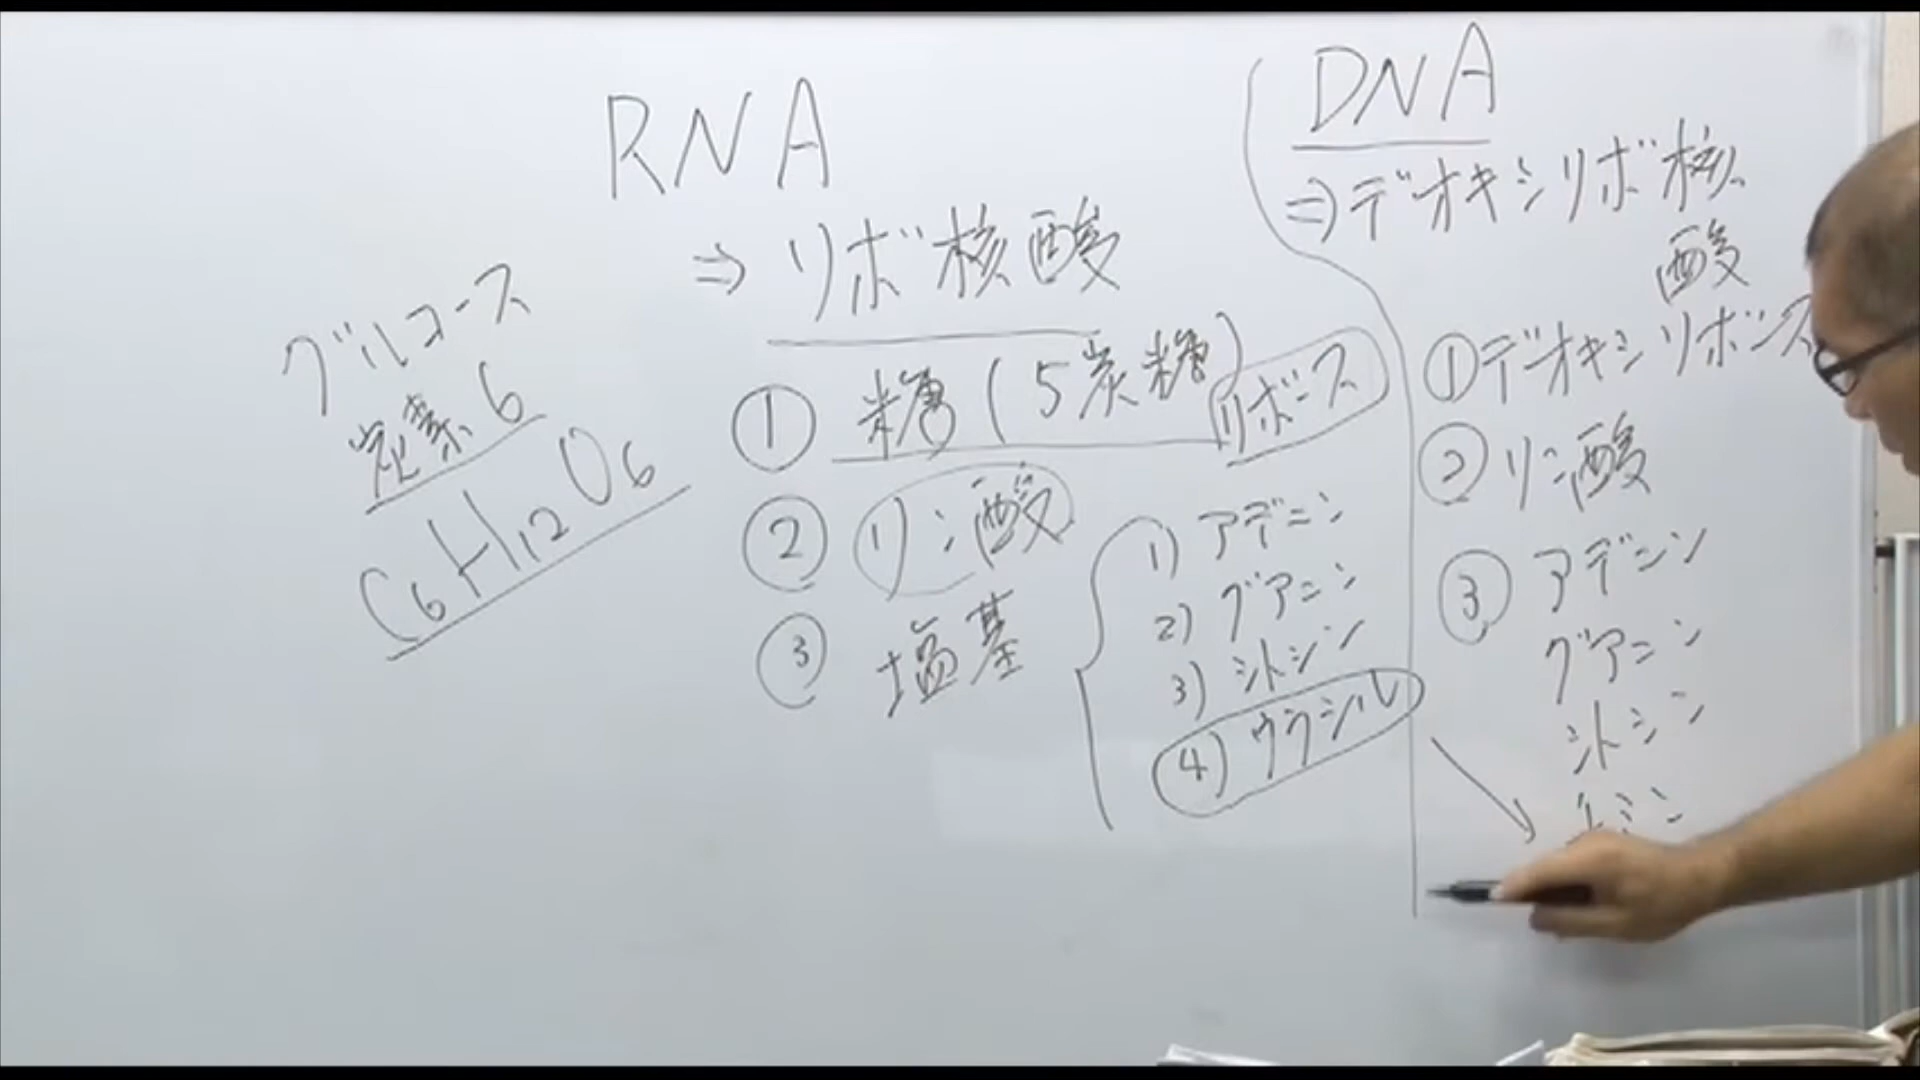 グルコース
炭素6
C6H12O6
RNA
⇒リボ核酸
① 糖(5炭糖)リボース
② リン酸
③ 塩基
1) アデニン
2) グアニン
3) シトシン
4) ウラシル
DNA
⇒デオキシリボ核
酸
①デオキシリボース
②リン酸
③ アデニン
グアニン
シトシン
チミン